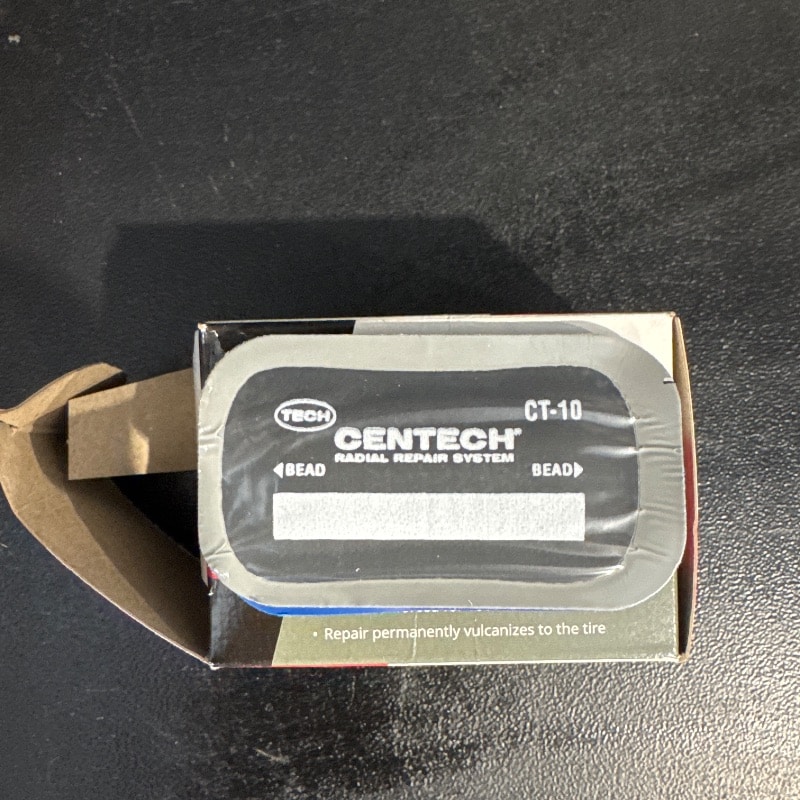 TECH
CT-10
CENTECH®
RADIAL REPAIR SYSTEM
◀BEAD BEAD▶
• Repair permanently vulcanizes to the tire